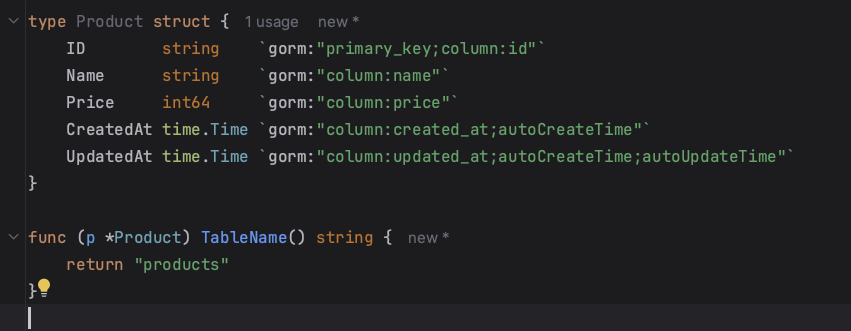 type Product struct { 1 usage new *
    ID        string    `gorm:"primary_key;column:id"`
    Name      string    `gorm:"column:name"`
    Price     int64     `gorm:"column:price"`
    CreatedAt time.Time `gorm:"column:created_at;autoCreateTime"`
    UpdatedAt time.Time `gorm:"column:updated_at;autoCreateTime;autoUpdateTime"`
}
func (p *Product) TableName() string { new *
    return "products"
}